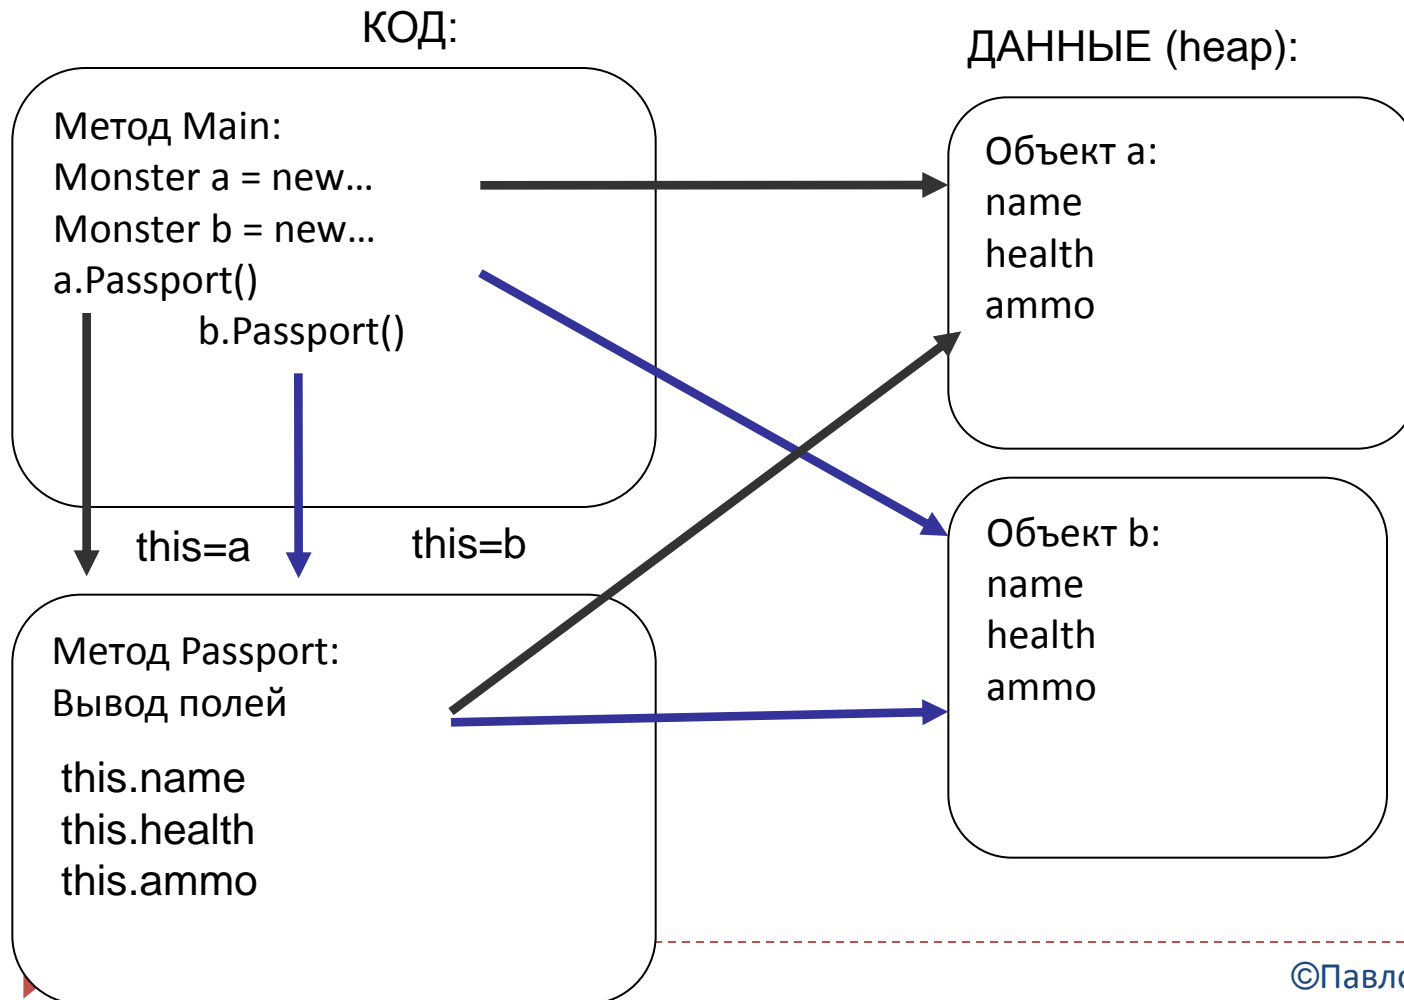 КОД:
Метод Main:
Monster a = new…
Monster b = new…
a.Passport()
b.Passport()
this=a
this=b
Метод Passport:
Вывод полей
this.name
this.health
this.ammo
ДАННЫЕ (heap):
Объект a:
name
health
ammo
Объект b:
name
health
ammo